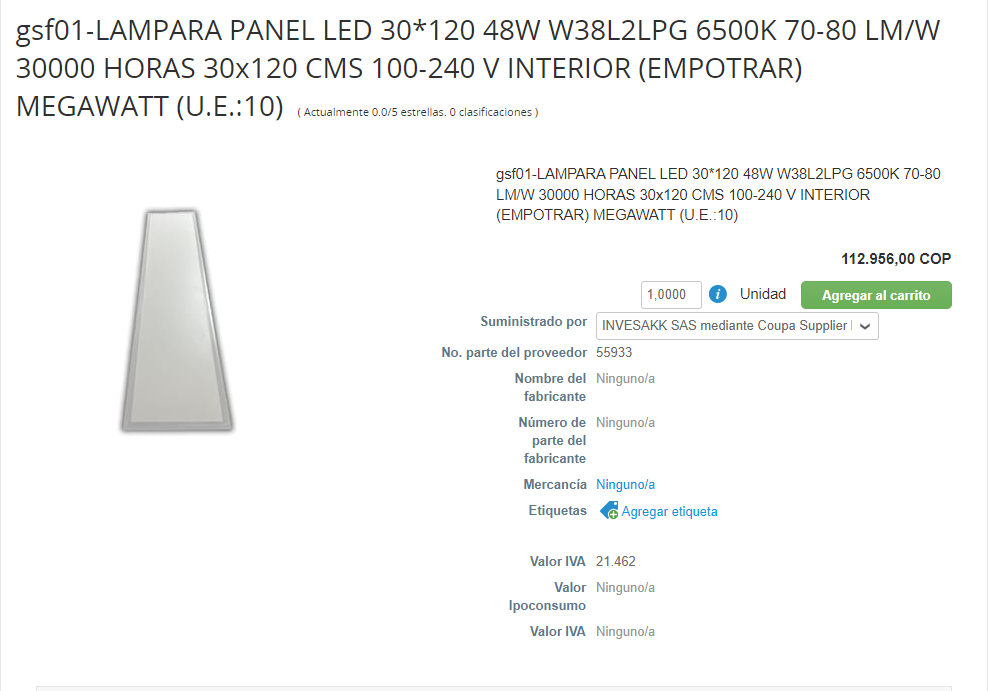 gsf01-LAMPARA PANEL LED 30*120 48W W38L2LPG 6500K 70-80 LM/W
30000 HORAS 30x120 CMS 100-240 V INTERIOR (EMPOTRAR)
MEGAWATT (U.E.:10) ( Actualmente 0.0/5 estrellas. 0 clasificaciones )
gsf01-LAMPARA PANEL LED 30*120 48W W38L2LPG 6500K 70-80
LM/W 30000 HORAS 30x120 CMS 100-240 V INTERIOR
(EMPOTRAR) MEGAWATT (U.E.:10)
112.956,00 COP
1,0000 i Unidad Agregar al carrito
Suministrado por INVESAKK SAS mediante Coupa Supplier
No. parte del proveedor 55933
Nombre del Ninguno/a
fabricante
Número de Ninguno/a
parte del
fabricante
Mercancía Ninguno/a
Etiquetas Agregar etiqueta
Valor IVA 21.462
Valor Ninguno/a
Ipoconsumo
Valor IVA Ninguno/a